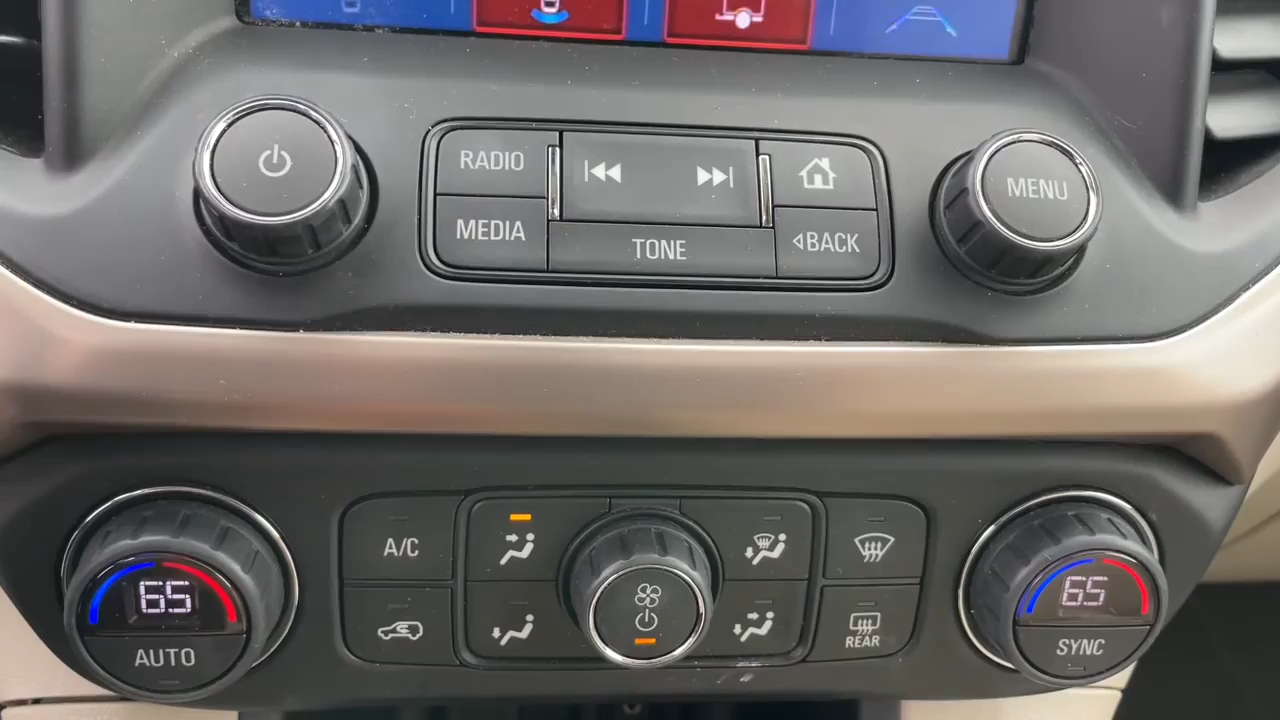 RADIO
MEDIA
TONE
BACK
MENU
A/C
65
AUTO
REAR
65
SYNC